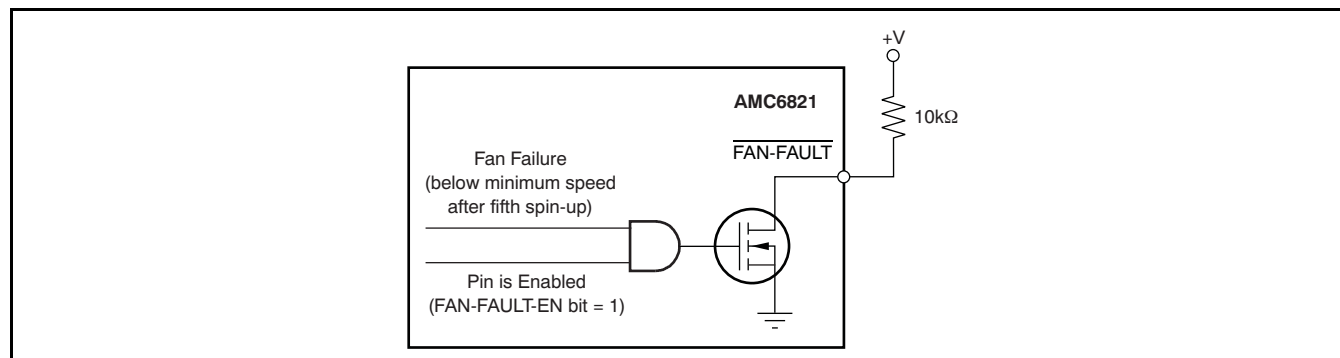 +V
AMC6821
10kΩ
FAN-FAULT
Fan Failure
(below minimum speed
after fifth spin-up)
Pin is Enabled
(FAN-FAULT-EN bit = 1)